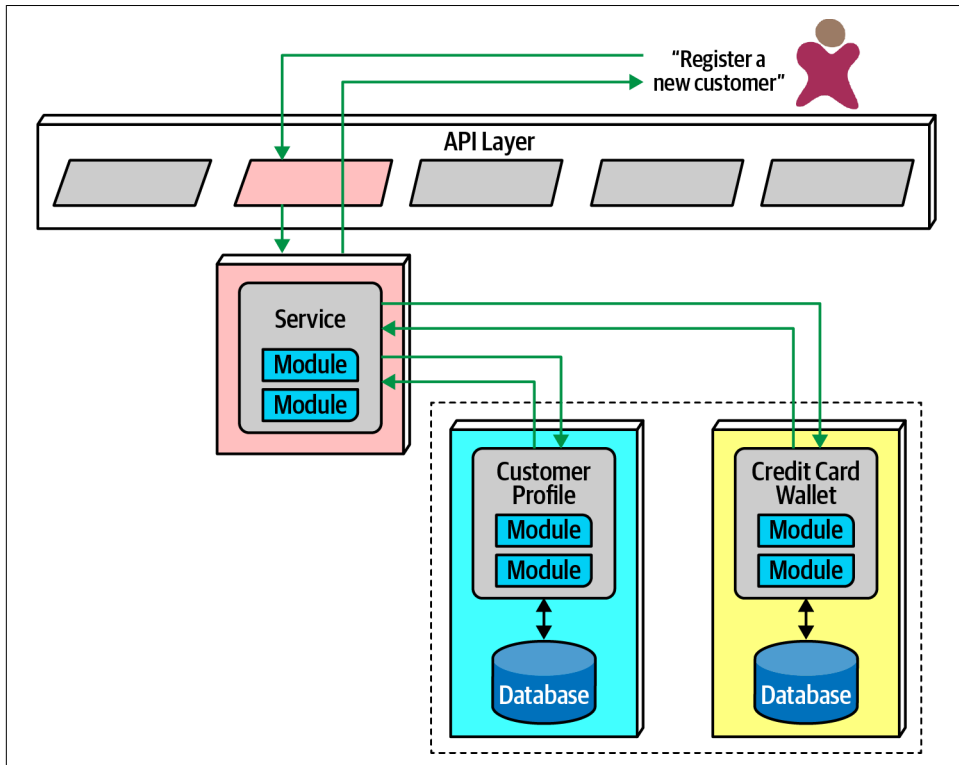 “Register a
new customer”
API Layer
Service
Module
Module
Customer
Profile
Module
Module
Database
Credit Card
Wallet
Module
Module
Database